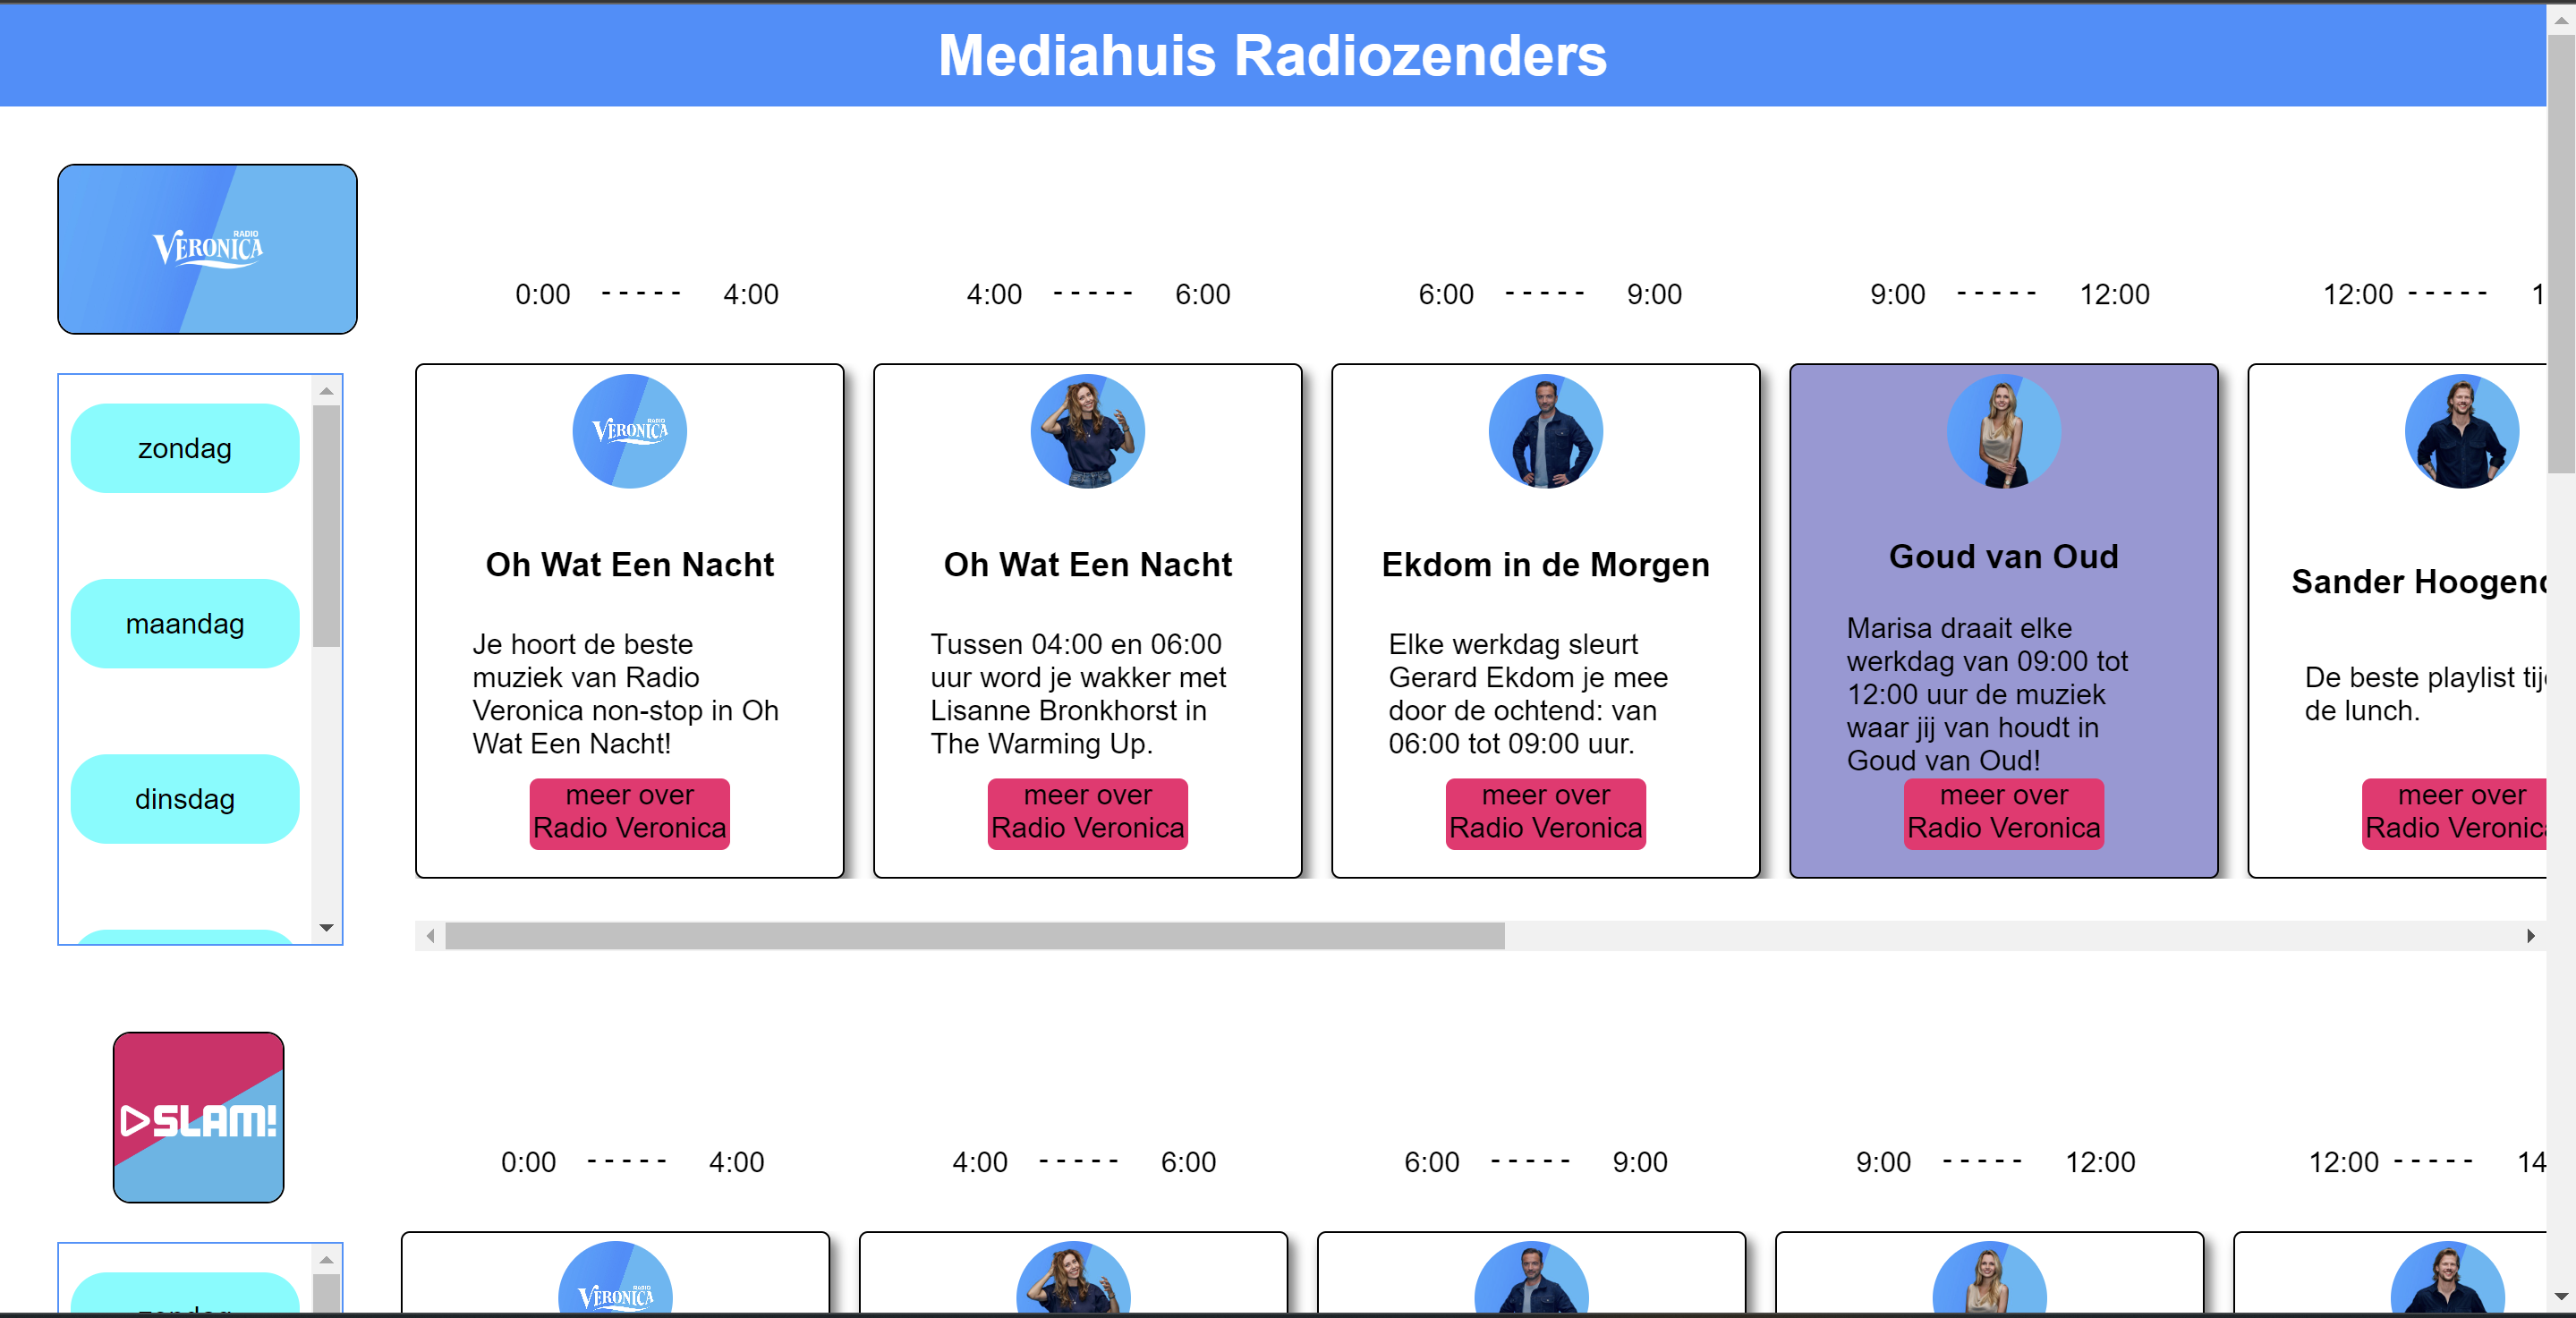 Mediahuis Radiozenders
RADIO
VERONICA
0:00 ----- 4:00
4:00 ----- 6:00
6:00 ----- 9:00
9:00 ----- 12:00
12:00 ----- 1
zondag
maandag
dinsdag
RADIO
VERONICA
Oh Wat Een Nacht
Je hoort de beste
muziek van Radio
Veronica non-stop in Oh
Wat Een Nacht!
meer over
Radio Veronica
Oh Wat Een Nacht
Tussen 04:00 en 06:00
uur word je wakker met
Lisanne Bronkhorst in
The Warming Up.
meer over
Radio Veronica
Ekdom in de Morgen
Elke werkdag sleurt
Gerard Ekdom je mee
door de ochtend: van
06:00 tot 09:00 uur.
meer over
Radio Veronica
Goud van Oud
Marisa draait elke
werkdag van 09:00 tot
12:00 uur de muziek
waar jij van houdt in
Goud van Oud!
meer over
Radio Veronica
Sander Hoogen
De beste playlist tij
de lunch.
meer over
Radio Veronic
SLAM!
0:00 ----- 4:00
4:00 ----- 6:00
6:00 ----- 9:00
9:00 ----- 12:00
12:00 ----- 14
zondag
RADIO
VERONICA